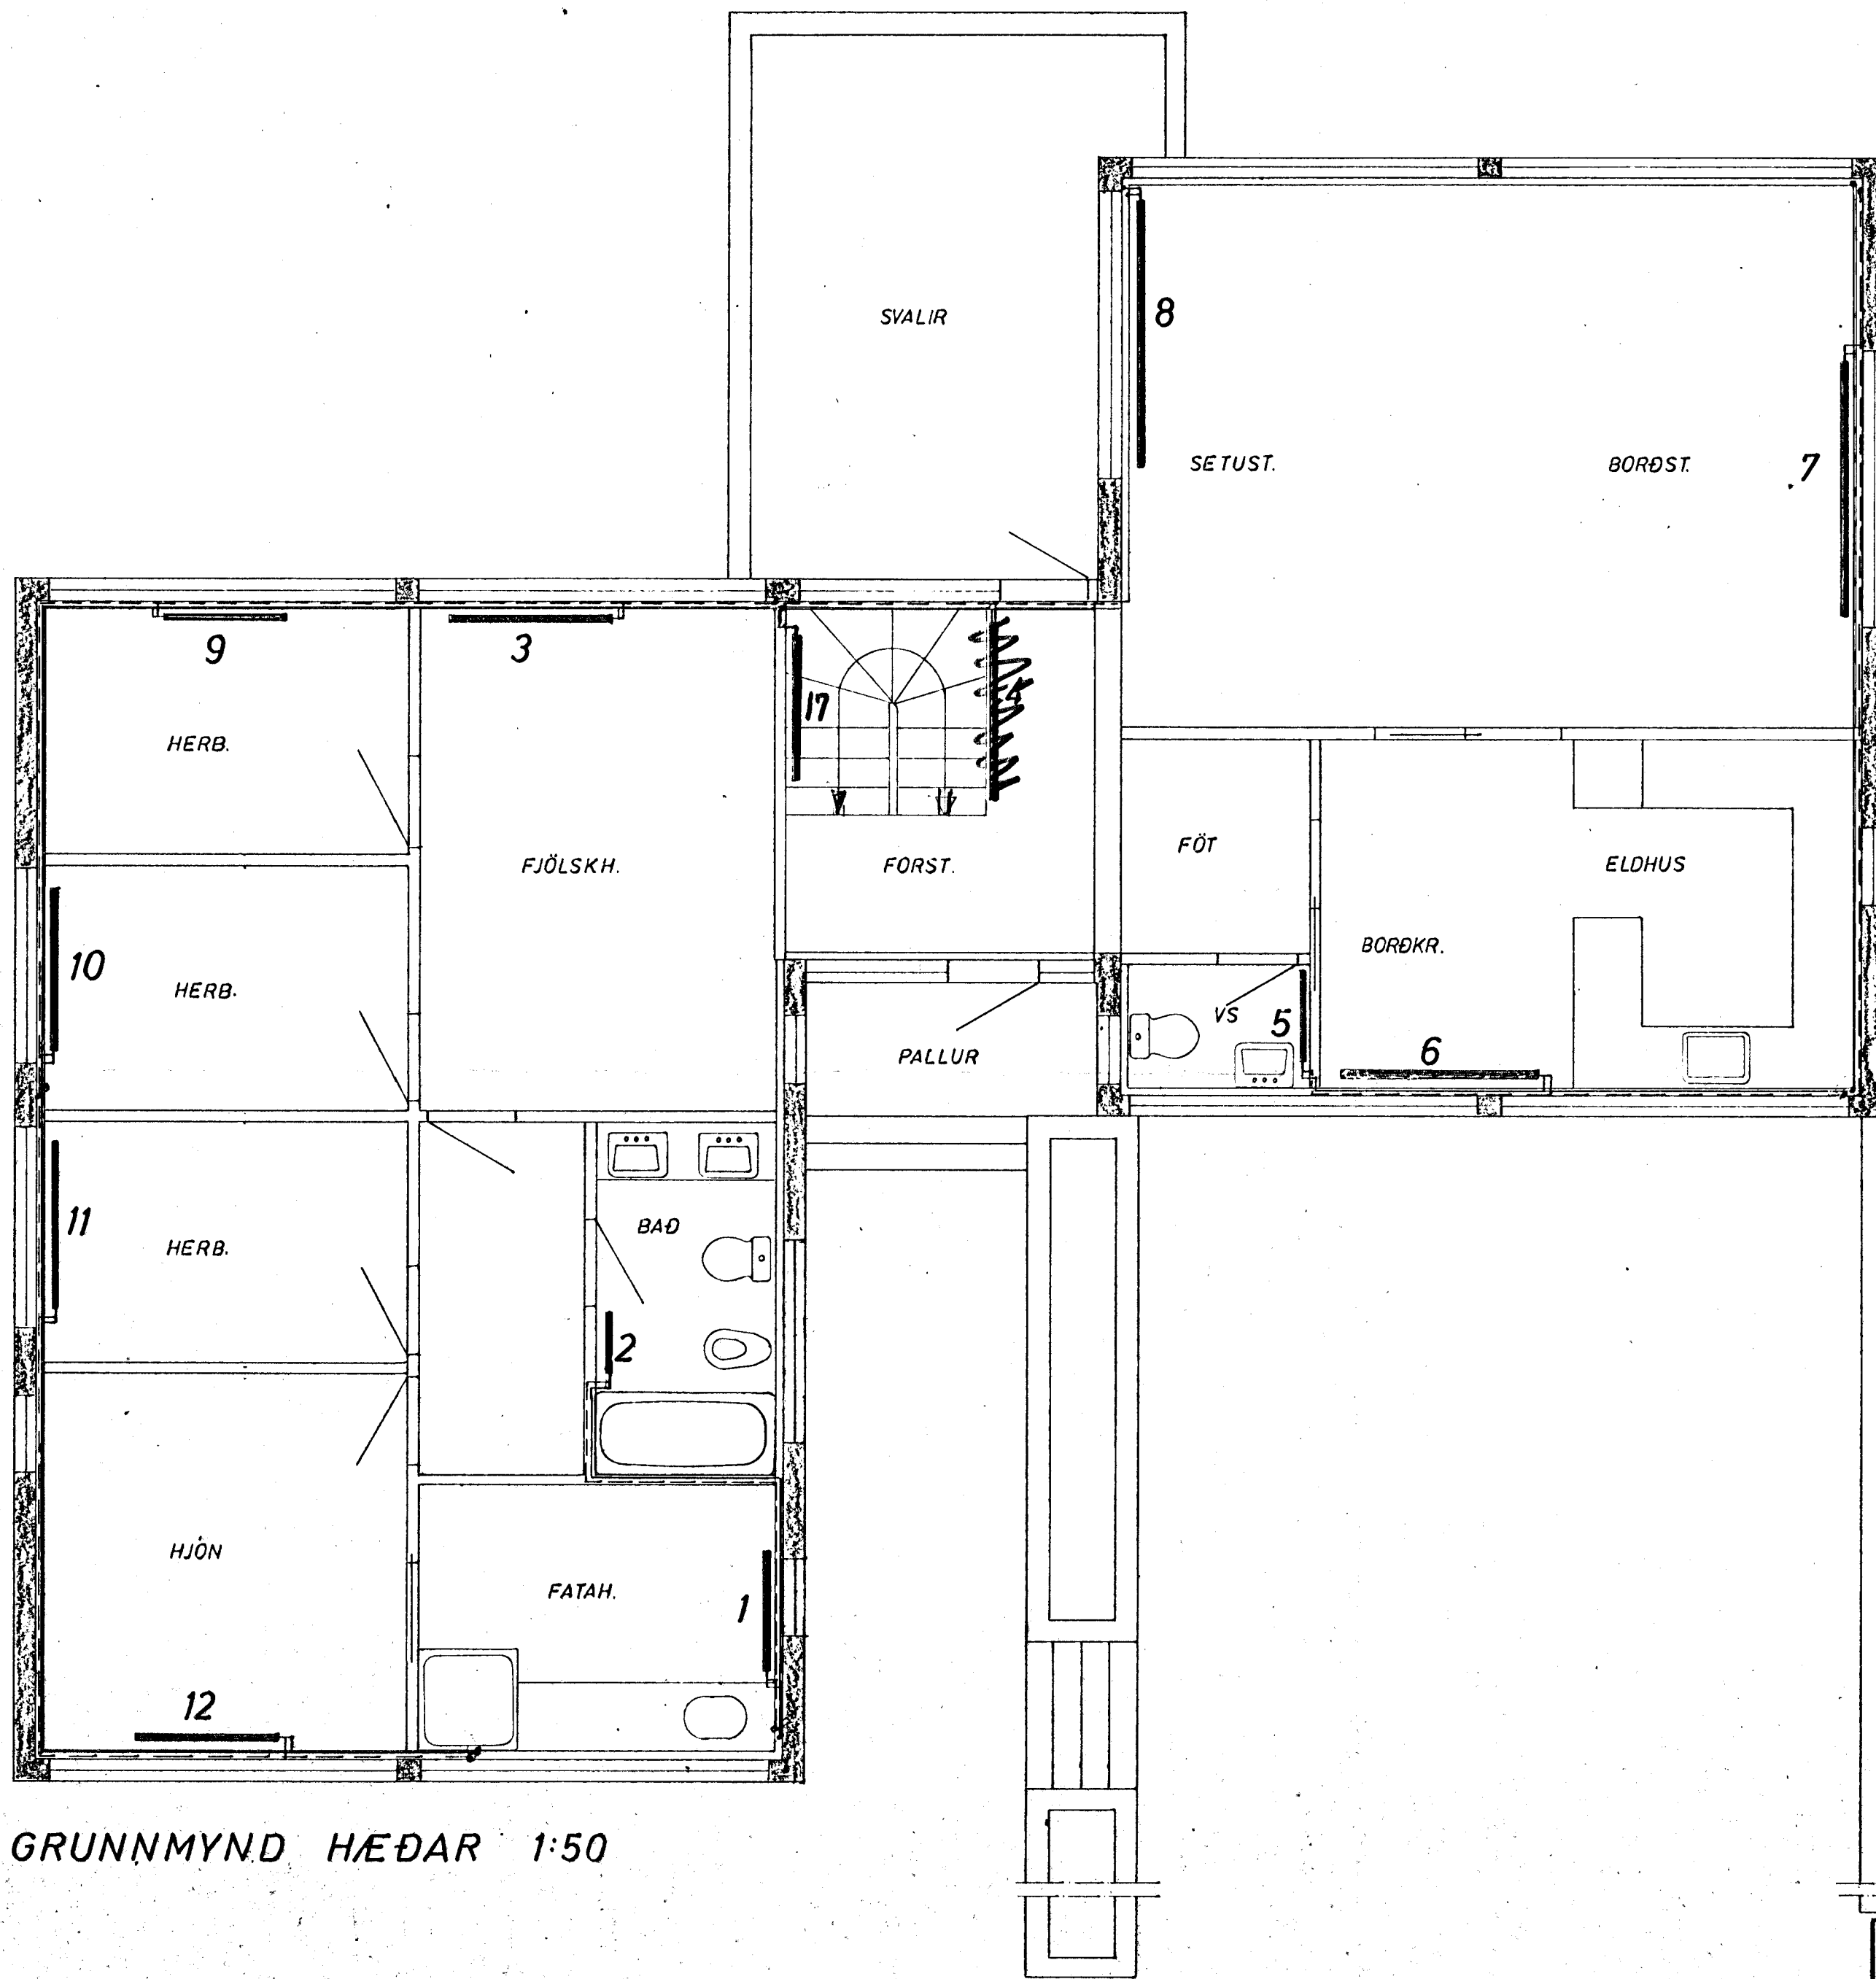 SVALIR
8
SETUST.
BORÐST.
7
9
3
17
HERB.
FJÖLSKH.
FORST.
FÖT
ELDHUS
BORÐKR.
10
HERB.
PALLUR
VS
5
6
11
HERB.
BAÐ
2
HJÓN
FATAH.
1
12
GRUNNMYND HÆÐAR 1:50